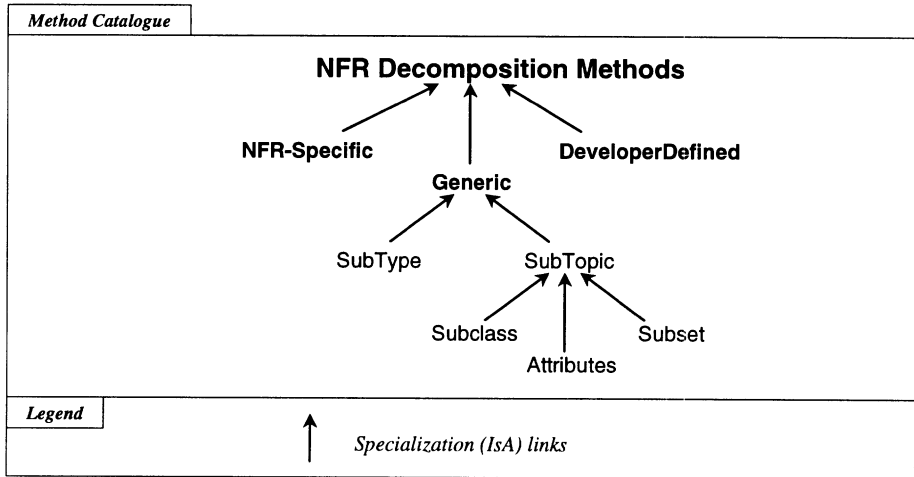 Method Catalogue
NFR Decomposition Methods
NFR-Specific
DeveloperDefined
Generic
SubType
SubTopic
Subclass
Subset
Attributes
Legend
Specialization (IsA) links